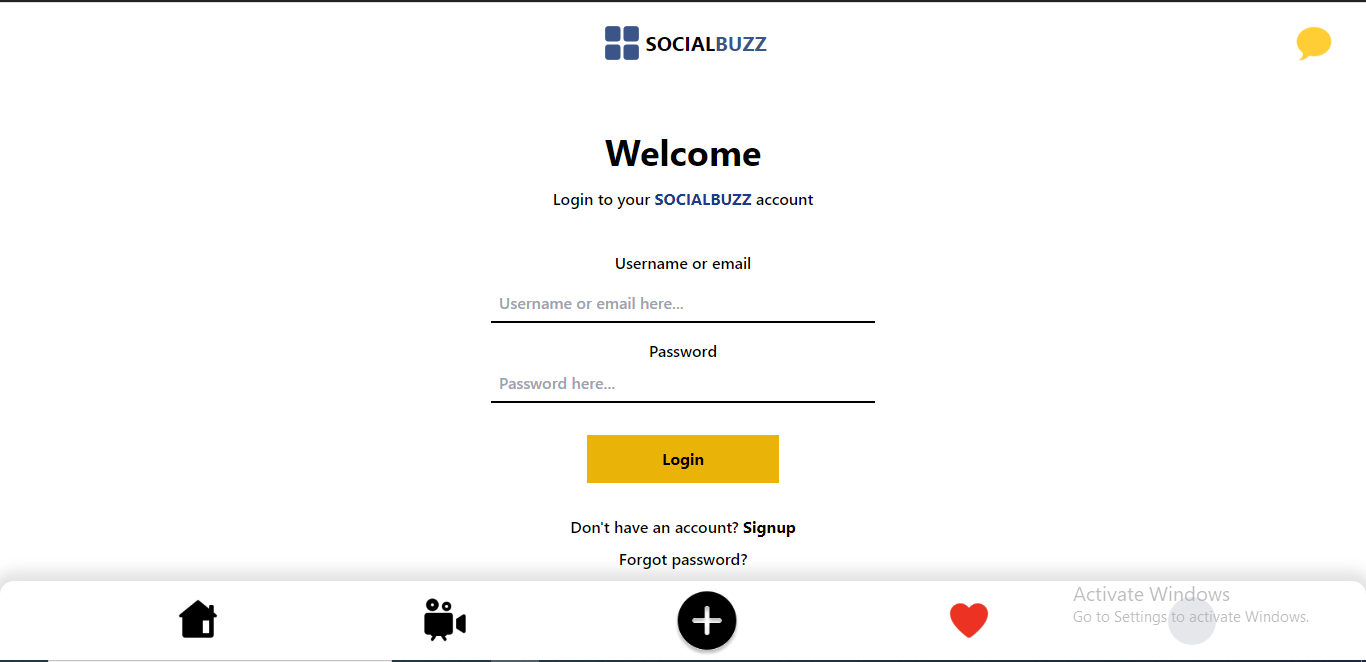 SOCIALBUZZ
Welcome
Login to your SOCIALBUZZ account
Username or email
Username or email here...
Password
Password here...
Login
Don't have an account? Signup
Forgot password?
Activate Windows
Go to Settings to activate Windows.